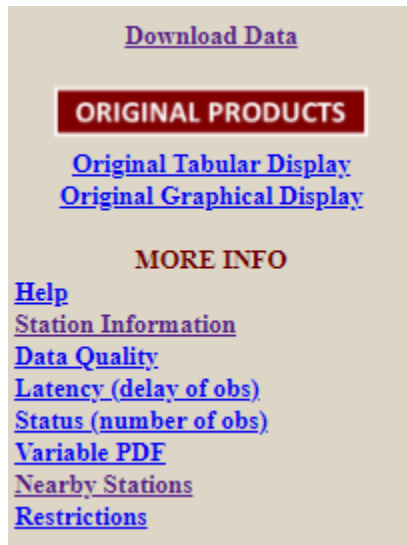 Download Data
ORIGINAL PRODUCTS
Original Tabular Display
Original Graphical Display
MORE INFO
Help
Station Information
Data Quality
Latency (delay of obs)
Status (number of obs)
Variable PDF
Nearby Stations
Restrictions